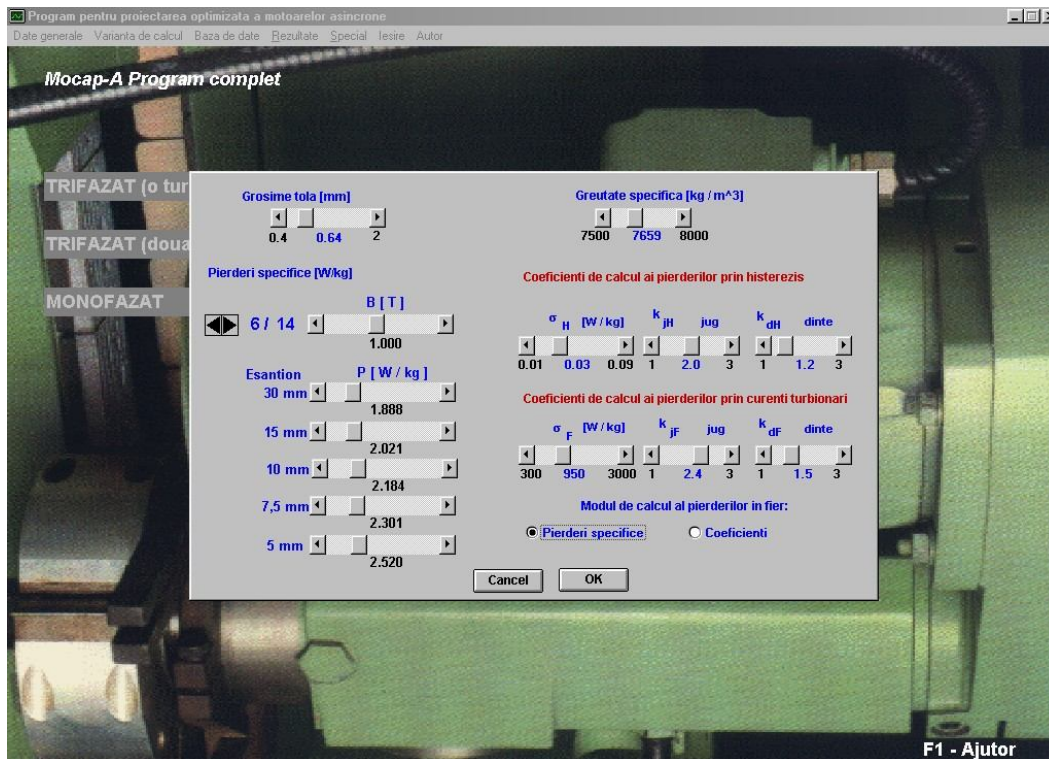 Program pentru proiectarea optimizata a motoarelor asincrone
Date generale Varianta de calcul Baza de date Rezultate Special Iesire Autor
Mocap-A Program complet
TRIFAZAT (o tur
TRIFAZAT (doua
MONOFAZAT
Grosime tola [mm]
0.4 0.64 2
Greutate specifica [kg / m^3]
7500 7659 8000
Pierderi specifice [W/kg]
B [ T ]
6 / 14
1.000
Esantion P [ W / kg ]
30 mm
1.888
15 mm
2.021
10 mm
2.184
7,5 mm
2.301
5 mm
2.520
Coeficienti de calcul ai pierderilor prin histerezis
σ H [W / kg] k jH jug k dH dinte
0.01 0.03 0.09 1 2.0 3 1 1.2 3
Coeficienti de calcul ai pierderilor prin curenti turbionari
σ F [W / kg] k jF jug k dF dinte
300 950 3000 1 2.4 3 1 1.5 3
Modul de calcul al pierderilor in fier:
Pierderi specifice Coeficienti
Cancel OK
F1 - Ajutor